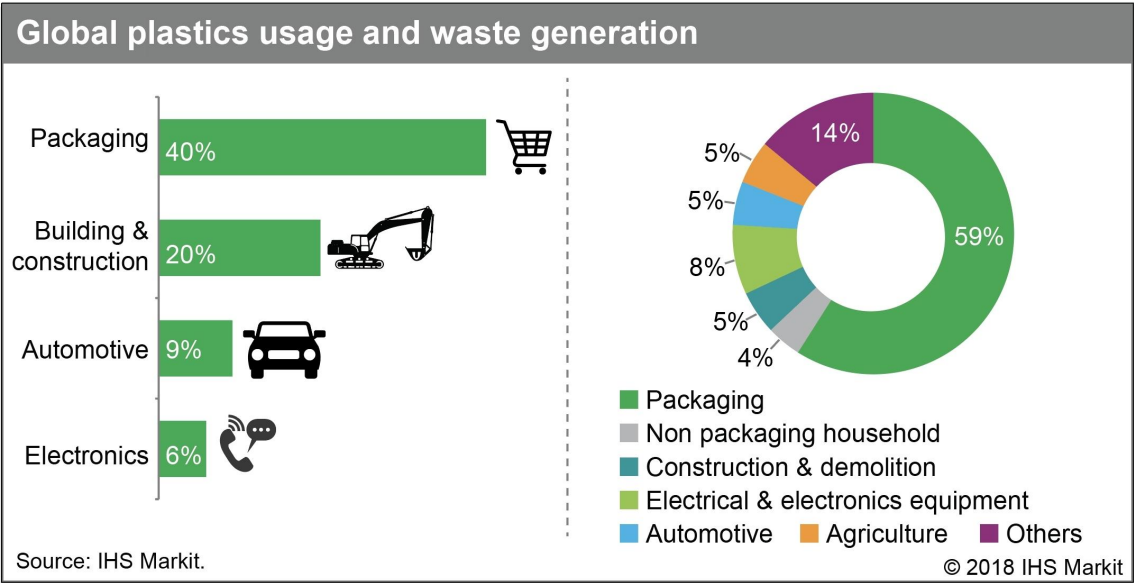 Global plastics usage and waste generation
Packaging
40%
Building &
construction
20%
Automotive
9%
Electronics
6%
14%
5%
5%
8%
5%
4%
59%
Packaging
Non packaging household
Construction & demolition
Electrical & electronics equipment
Automotive Agriculture Others
Source: IHS Markit.
© 2018 IHS Markit